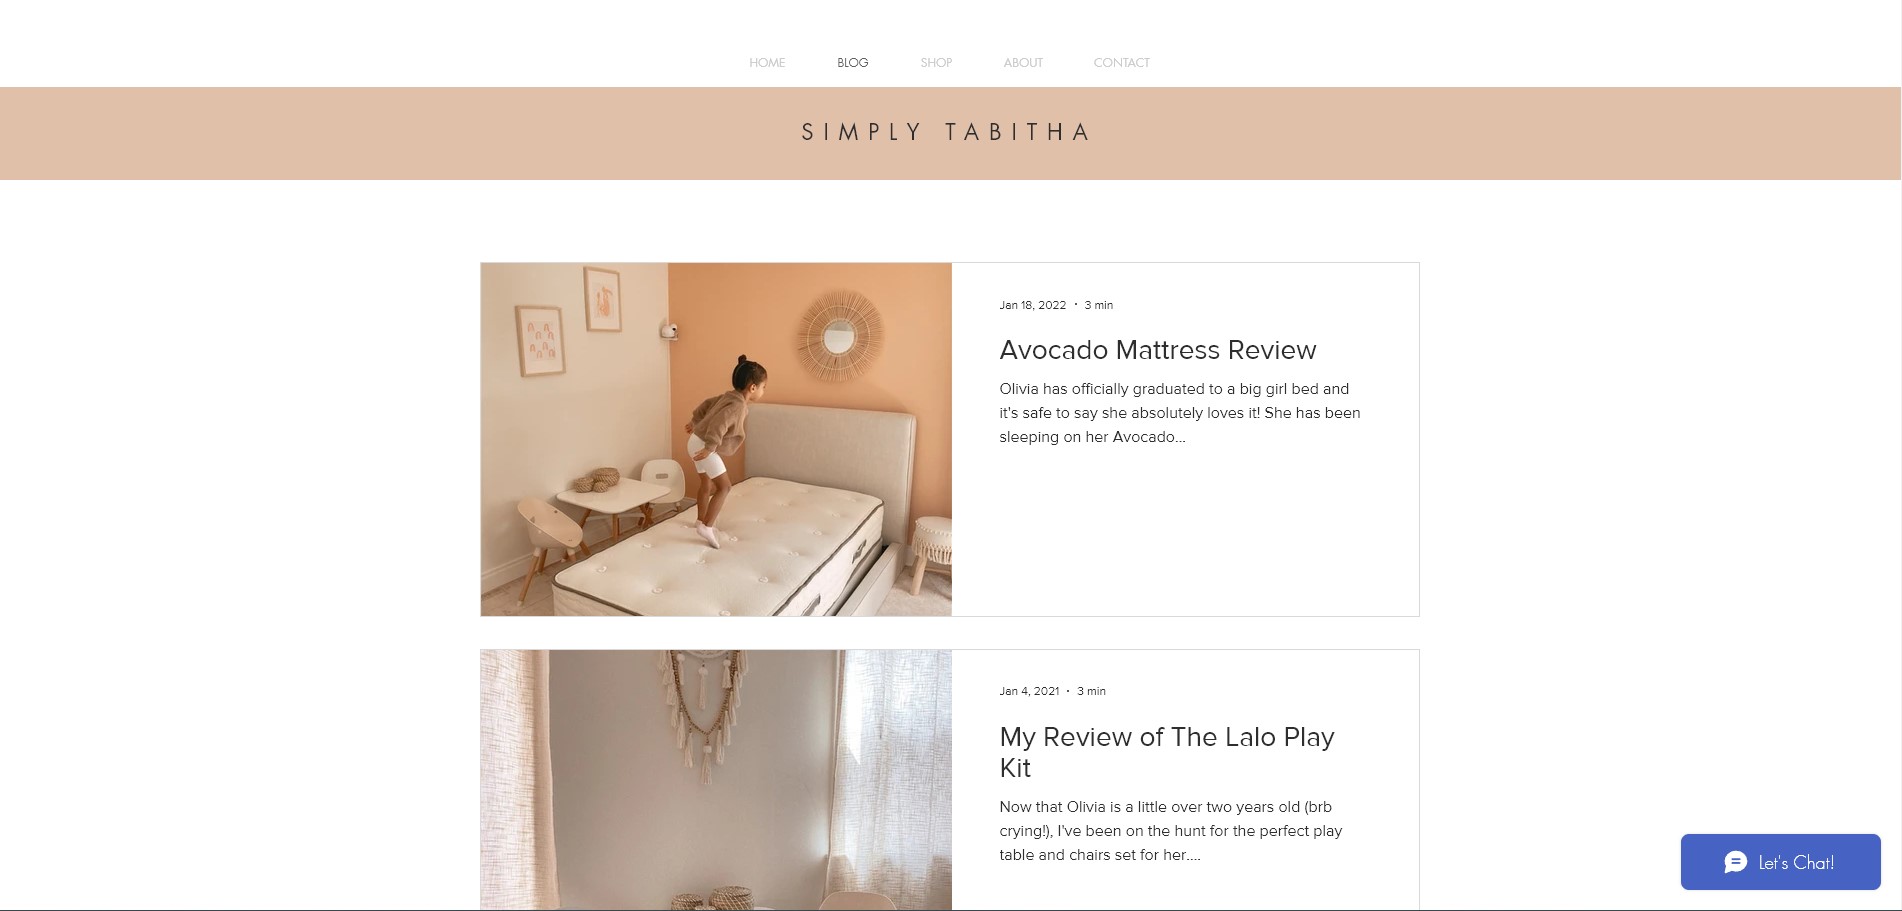 HOME BLOG SHOP ABOUT CONTACT
SIMPLY TABITHA
Jan 18, 2022 · 3 min
Avocado Mattress Review
Olivia has officially graduated to a big girl bed and
it's safe to say she absolutely loves it! She has been
sleeping on her Avocado...
Jan 4, 2021 · 3 min
My Review of The Lalo Play
Kit
Now that Olivia is a little over two years old (brb
crying!), I've been on the hunt for the perfect play
table and chairs set for her....
Let's Chat!